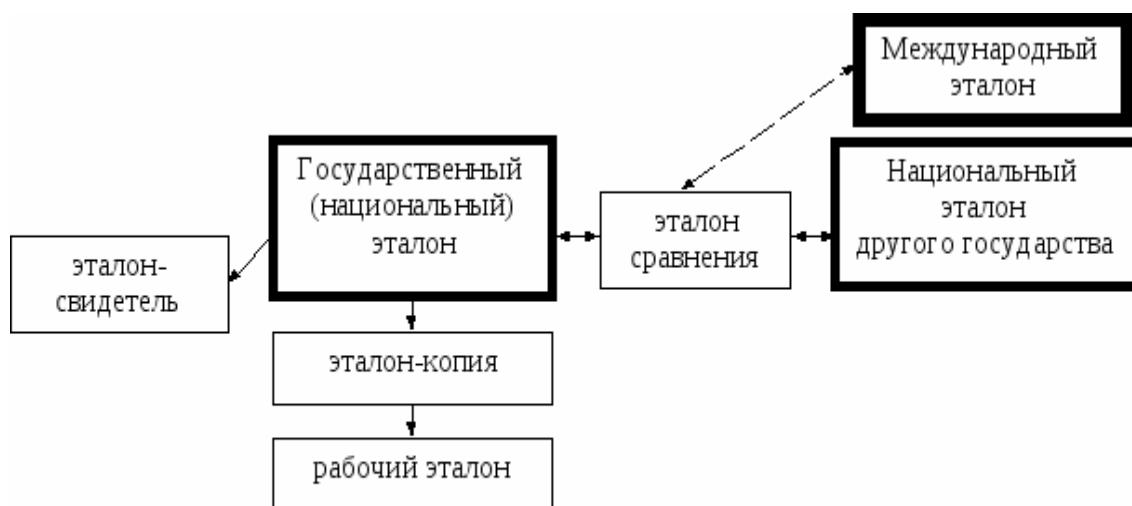 Международный
эталон
Государственный
(национальный)
эталон
Национальный
эталон
другого государства
эталон
сравнения
эталон-
свидетель
эталон-копия
рабочий эталон